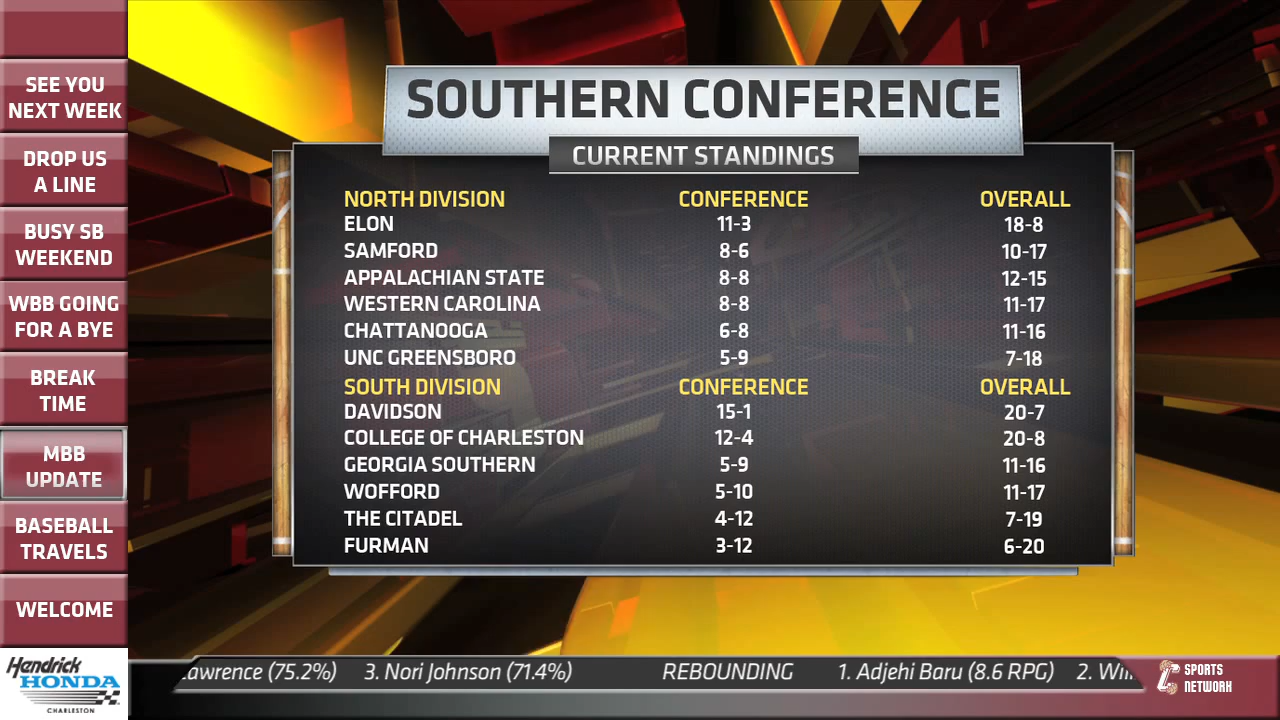 SEE YOU
NEXT WEEK
DROP US
A LINE
BUSY SB
WEEKEND
WBB GOING
FOR A BYE
BREAK
TIME
MBB
UPDATE
BASEBALL
TRAVELS
WELCOME
Hendrick
HONDA
CHARLESTON
SOUTHERN CONFERENCE
CURRENT STANDINGS
NORTH DIVISION CONFERENCE OVERALL
ELON 11-3 18-8
SAMFORD 8-6 10-17
APPALACHIAN STATE 8-8 12-15
WESTERN CAROLINA 8-8 11-17
CHATTANOOGA 6-8 11-16
UNC GREENSBORO 5-9 7-18
SOUTH DIVISION CONFERENCE OVERALL
DAVIDSON 15-1 20-7
COLLEGE OF CHARLESTON 12-4 20-8
GEORGIA SOUTHERN 5-9 11-16
WOFFORD 5-10 11-17
THE CITADEL 4-12 7-19
FURMAN 3-12 6-20
awrence (75.2%) 3. Nori Johnson (71.4%) REBOUNDING 1. Adjehi Baru (8.6 RPG) 2.
SPORTS
NETWORK